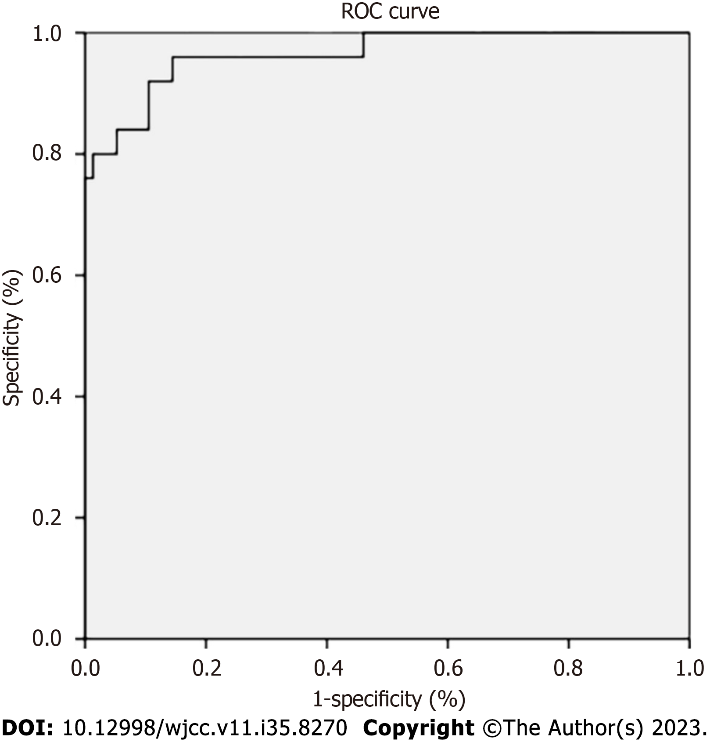 ROC curve
1.0
0.8
0.6
0.4
0.2
0.0
Specificity (%)
0.0 0.2 0.4 0.6 0.8 1.0
1-specificity (%)
DOI: 10.12998/wjcc.v11.i35.8270 Copyright ©The Author(s) 2023.